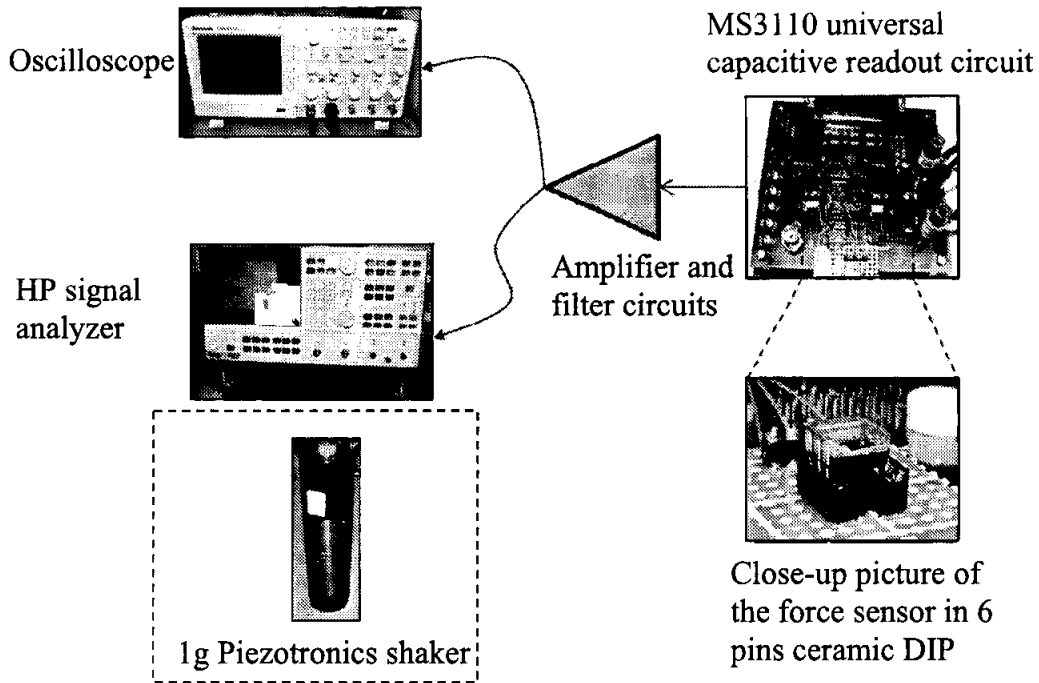 Oscilloscope
MS3110 universal
capacitive readout circuit
HP signal
analyzer
Amplifier and
filter circuits
1g Piezotronics shaker
Close-up picture of
the force sensor in 6
pins ceramic DIP